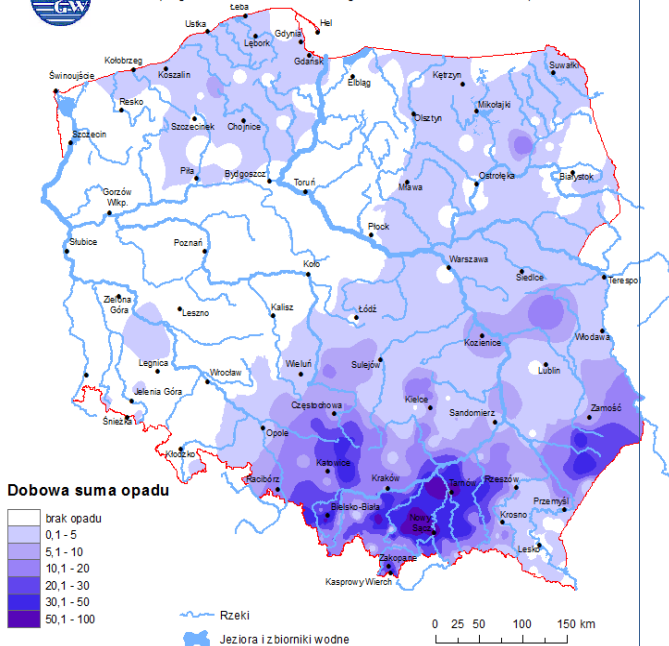 GW
Łeba
Hel
Ustka
Gdynia
Lębork
Gdańsk
Kołobrzeg
Koszalin
Elbląg
Kętrzyn
Suwałki
Świnoujście
Resko
Mikołajki
Olsztyn
Szczecinek
Chojnice
Szczecin
Piła
Bydgoszcz
Toruń
Mława
Ostrołęka
Białystok
Gorzów
Wlkp.
Płock
Słubice
Poznań
Koło
Warszawa
Siedlce
Terespol
Zielona
Góra
Leszno
Kalisz
Łódź
Kozienice
Włodawa
Legnica
Wrocław
Wieluń
Sulejów
Lublin
Jelenia Góra
Śnieżka
Częstochowa
Kielce
Sandomierz
Zamość
Opole
Kłodzko
Katowice
Racibórz
Kraków
Tarnów
Rzeszów
Przemyśl
Bielsko-Biała
Nowy
Sącz
Krosno
Lesko
Zakopane
Kasprowy Wierch
Dobowa suma opadu
brak opadu
0,1 - 5
5,1 - 10
10,1 - 20
20,1 - 30
30,1 - 50
50,1 - 100
Rzeki
Jeziora i zbiorniki wodne
0 25 50 100 150 km